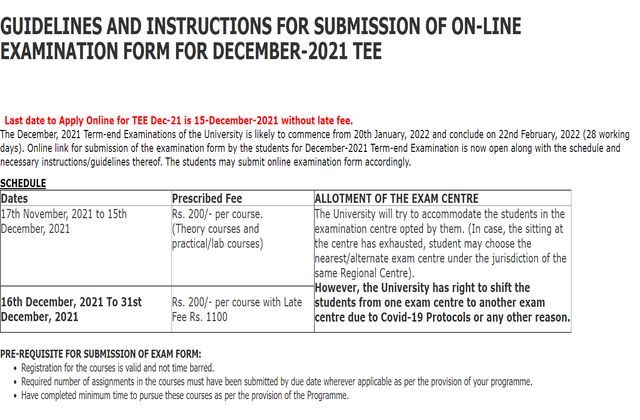 GUIDELINES AND INSTRUCTIONS FOR SUBMISSION OF ON-LINE
EXAMINATION FORM FOR DECEMBER-2021 TEE
Last date to Apply Online for TEE Dec-21 is 15-December-2021 without late fee.
The December, 2021 Term-end Examinations of the University is likely to commence from 20th January, 2022 and conclude on 22nd February, 2022 (28 working
days). Online link for submission of the examination form by the students for December-2021 Term-end Examination is now open along with the schedule and
necessary instructions/guidelines thereof. The students may submit online examination form accordingly.
SCHEDULE
Dates
Prescribed Fee
ALLOTMENT OF THE EXAM CENTRE
17th November, 2021 to 15th
December, 2021
Rs. 200/- per course.
(Theory courses and
practical/lab courses)
The University will try to accommodate the students in the
examination centre opted by them. (In case, the sitting at
the centre has exhausted, student may choose the
nearest/alternate exam centre under the jurisdiction of the
same Regional Centre).
However, the University has right to shift the
students from one exam centre to another exam
centre due to Covid-19 Protocols or any other reason.
16th December, 2021 To 31st
December, 2021
Rs. 200/- per course with Late
Fee Rs. 1100
PRE-REQUISITE FOR SUBMISSION OF EXAM FORM:
• Registration for the courses is valid and not time barred.
• Required number of assignments in the courses must have been submitted by due date wherever applicable as per the provision of your programme.
• Have completed minimum time to pursue these courses as per the provision of the Programme.